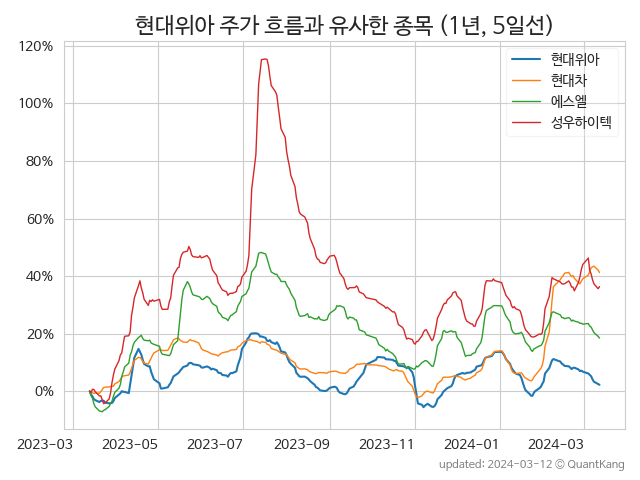 현대위아 주가 흐름과 유사한 종목 (1년, 5일선)
현대위아
현대차
에스엘
성우하이텍
120%
100%
80%
60%
40%
20%
0%
2023-03 2023-05 2023-07 2023-09 2023-11 2024-01 2024-03
updated: 2024-03-12 © QuantKang